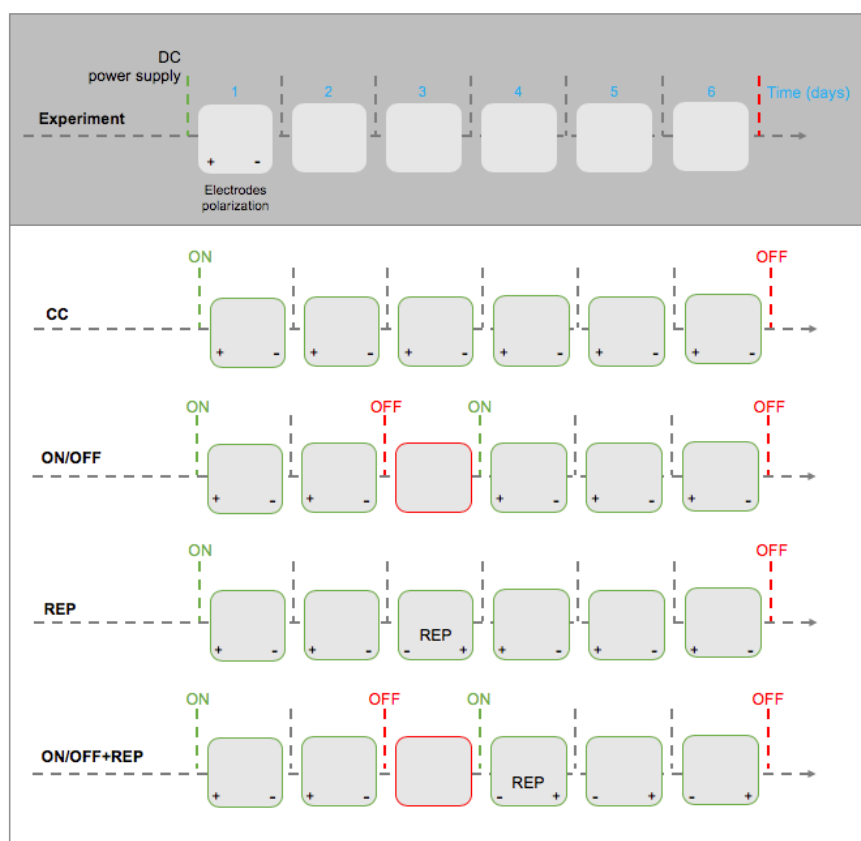 DC
power supply
1 2 3 4 5 6 Time (days)
Experiment
+ -
Electrodes
polarization
ON OFF
CC
+ - + - + - + - + - + -
ON OFF ON OFF
ON/OFF
+ - + - + - + - + -
ON OFF
REP
REP
+ - + - - + + - + - + -
ON OFF ON OFF
ON/OFF+REP
REP
+ - + - - + - + - +